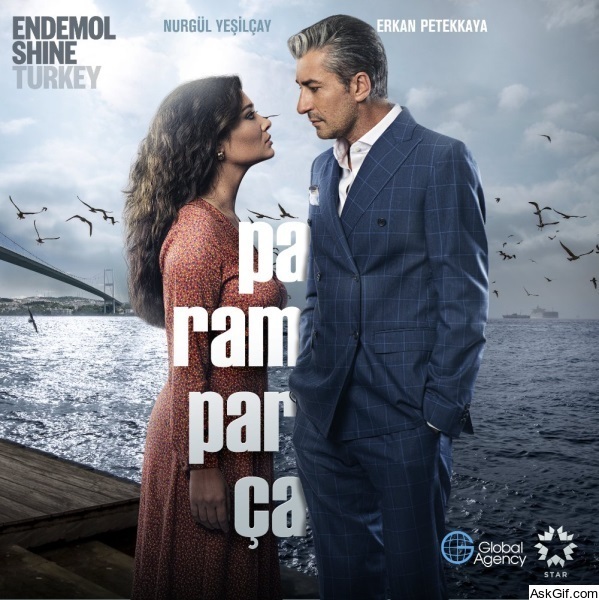 ENDEMOL
SHINE
TURKEY
NURGÜL YEŞİLÇAY
ERKAN PETEKKAYA
pa
ram
par
ça
Global
Agency
STAR
AskGif.com